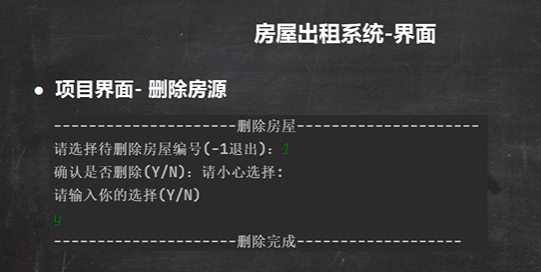 房屋出租系统-界面
● 项目界面- 删除房源
---------------------删除房屋---------------------
请选择待删除房屋编号(-1退出)：1
确认是否删除(Y/N)：请小心选择：
请输入你的选择(Y/N)
y
---------------------删除完成-------------------